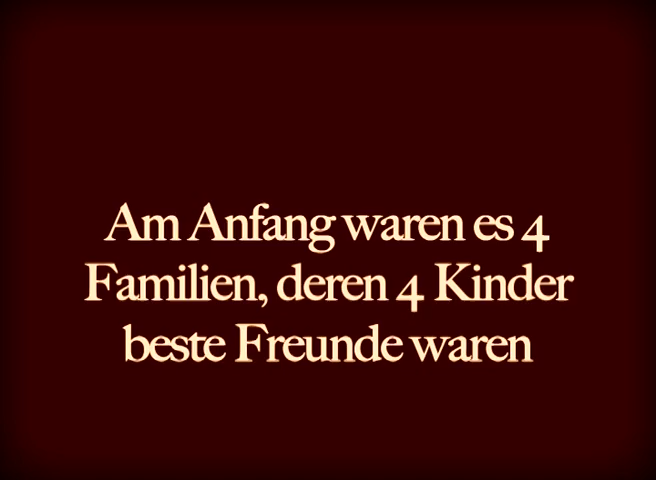 Am Anfang waren es 4
Familien, deren 4 Kinder
beste Freunde waren